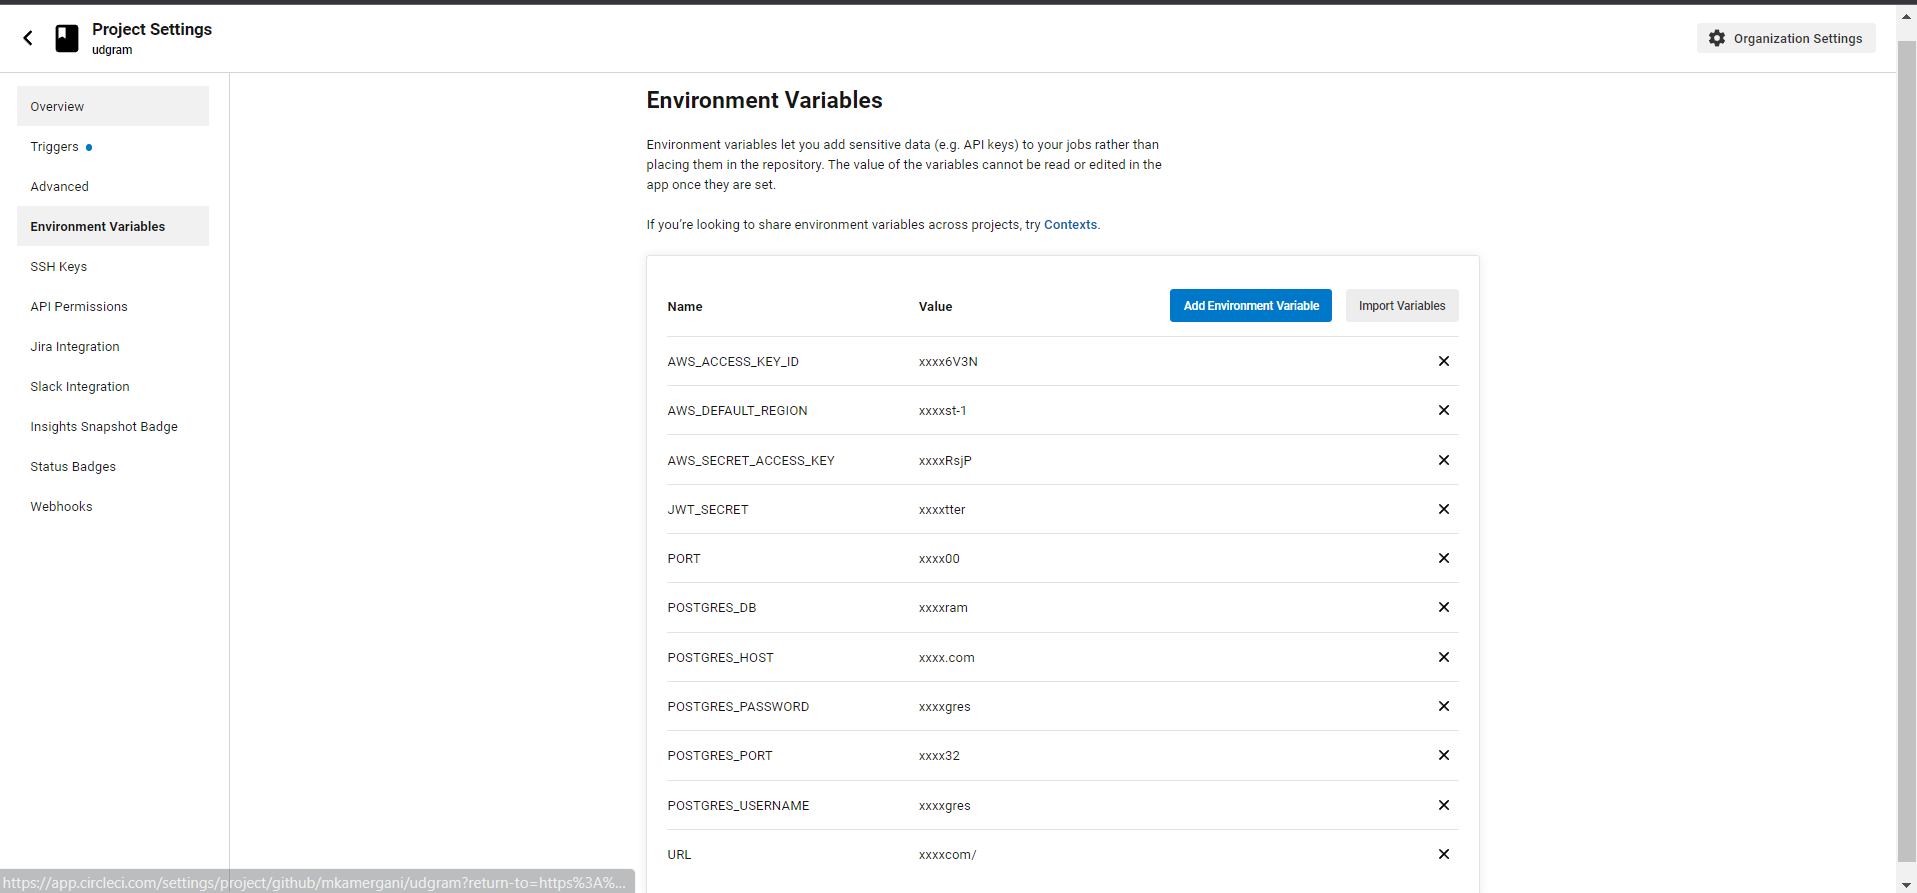 Project Settings
udgram
Organization Settings
Overview
Triggers
Advanced
Environment Variables
SSH Keys
API Permissions
Jira Integration
Slack Integration
Insights Snapshot Badge
Status Badges
Webhooks
Environment Variables
Environment variables let you add sensitive data (e.g. API keys) to your jobs rather than
placing them in the repository. The value of the variables cannot be read or edited in the
app once they are set.
If you’re looking to share environment variables across projects, try Contexts.
Name Value Add Environment Variable Import Variables
AWS_ACCESS_KEY_ID xxxx6V3N
AWS_DEFAULT_REGION xxxxst-1
AWS_SECRET_ACCESS_KEY xxxxRsjP
JWT_SECRET xxxxtter
PORT xxxx00
POSTGRES_DB xxxxram
POSTGRES_HOST xxxx.com
POSTGRES_PASSWORD xxxxgres
POSTGRES_PORT xxxx32
POSTGRES_USERNAME xxxxgres
URL xxxxcom/
https://app.circleci.com/settings/project/github/mkamergani/udgram?return-to=https%3A%...